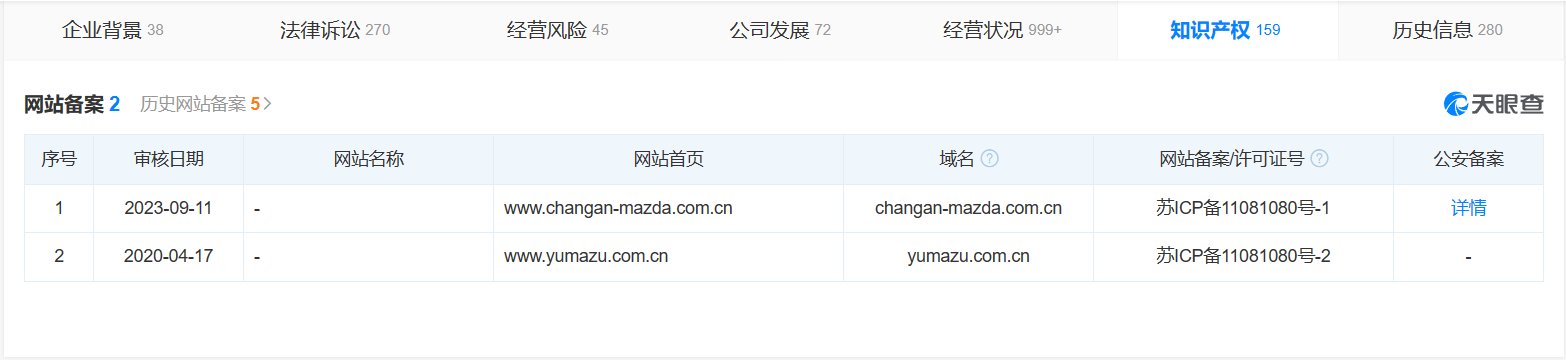 企业背景 38 法律诉讼 270 经营风险 45 公司发展 72 经营状况 999+ 知识产权 159 历史信息 280
网站备案 2 历史网站备案 5 > 天眼查
序号 审核日期 网站名称 网站首页 域名 ? 网站备案/许可证号 ? 公安备案
1 2023-09-11 - www.changan-mazda.com.cn changan-mazda.com.cn 苏ICP备11081080号-1 详情
2 2020-04-17 - www.yumazu.com.cn yumazu.com.cn 苏ICP备11081080号-2 -